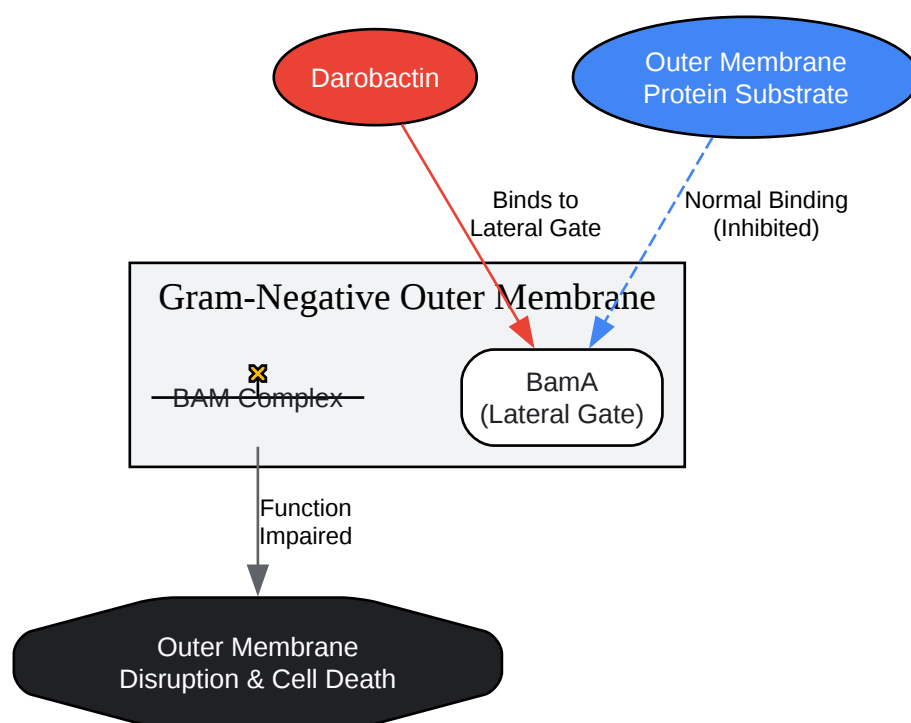 Darobactin
Outer Membrane
Protein Substrate
Binds to
Lateral Gate
Normal Binding
(Inhibited)
Gram-Negative Outer Membrane
BAM Complex
BamA
(Lateral Gate)
Function
Impaired
Outer Membrane
Disruption & Cell Death